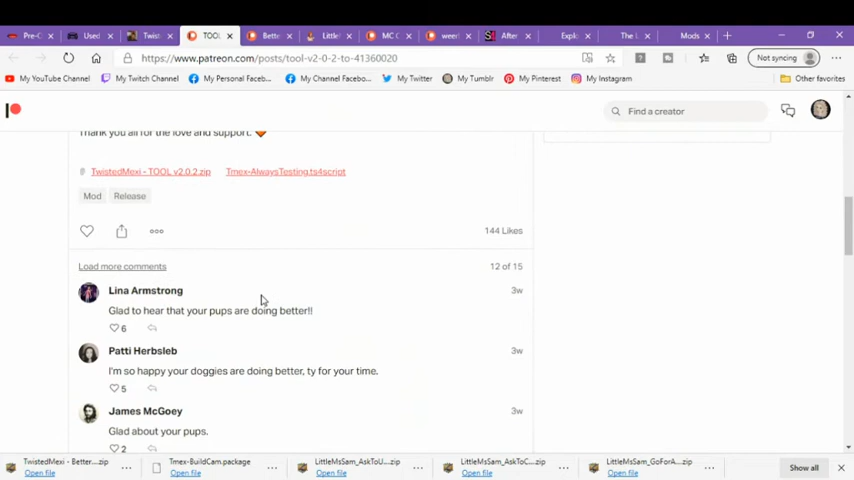 Pre-C
Used
Twist
TOOL
Bette
LittleM
MC C
weer
After
Explo
The L
Mods
https://www.patreon.com/posts/tool-v2-0-2-to-41360020
Not syncing
My YouTube Channel
My Twitch Channel
My Personal Faceb...
My Channel Faceboo...
My Twitter
My Tumblr
My Pinterest
My Instagram
Other favorites
Find a creator
Thank you all for the love and support.
TwistedMexi - TOOL v2.0.2.zip Tmex-AlwaysTesting.ts4script
Mod Release
144 Likes
Load more comments 12 of 15
Lina Armstrong 3w
Glad to hear that your pups are doing better!!
6
Patti Herbsleb 3w
I'm so happy your doggies are doing better, ty for your time.
5
James McGoey 3w
Glad about your pups.
2
TwistedMexi - Better....zip
Open file
Tmex-BuildCam.package
Open file
LittleMsSam_AskToU....zip
Open file
LittleMsSam_AskToC....zip
Open file
LittleMsSam_GoForA....zip
Open file
Show all